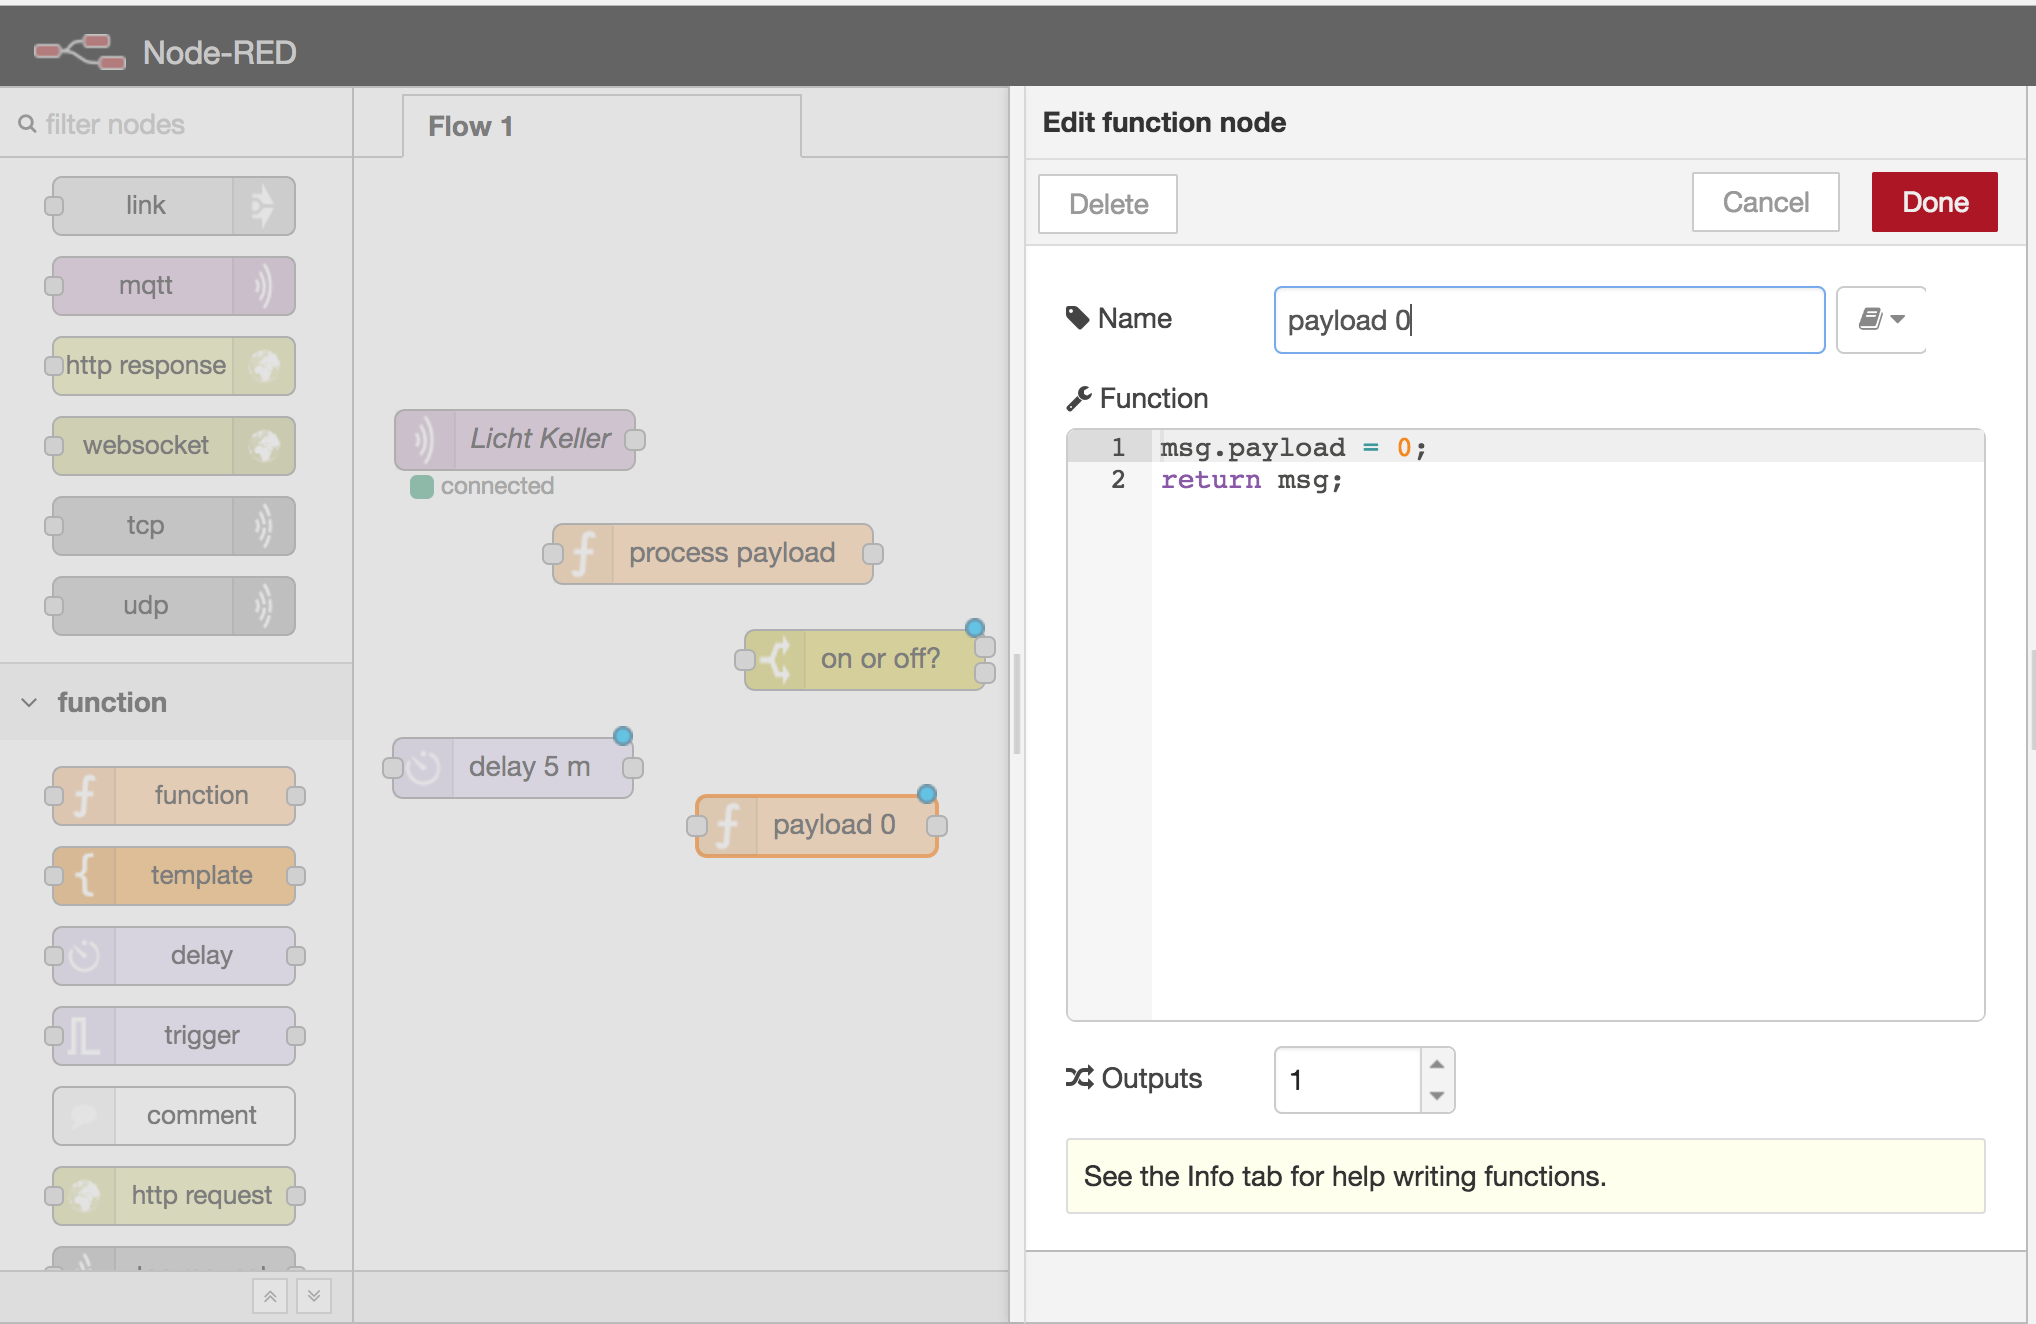 Node-RED
filter nodes
link
mqtt
http response
websocket
tcp
udp
function
function
template
delay
trigger
comment
http request
Flow 1
Licht Keller
connected
process payload
on or off?
delay 5 m
payload 0
Edit function node
Delete
Cancel
Done
Name
payload 0
Function
1 msg.payload = 0;
2 return msg;
Outputs
1
See the Info tab for help writing functions.